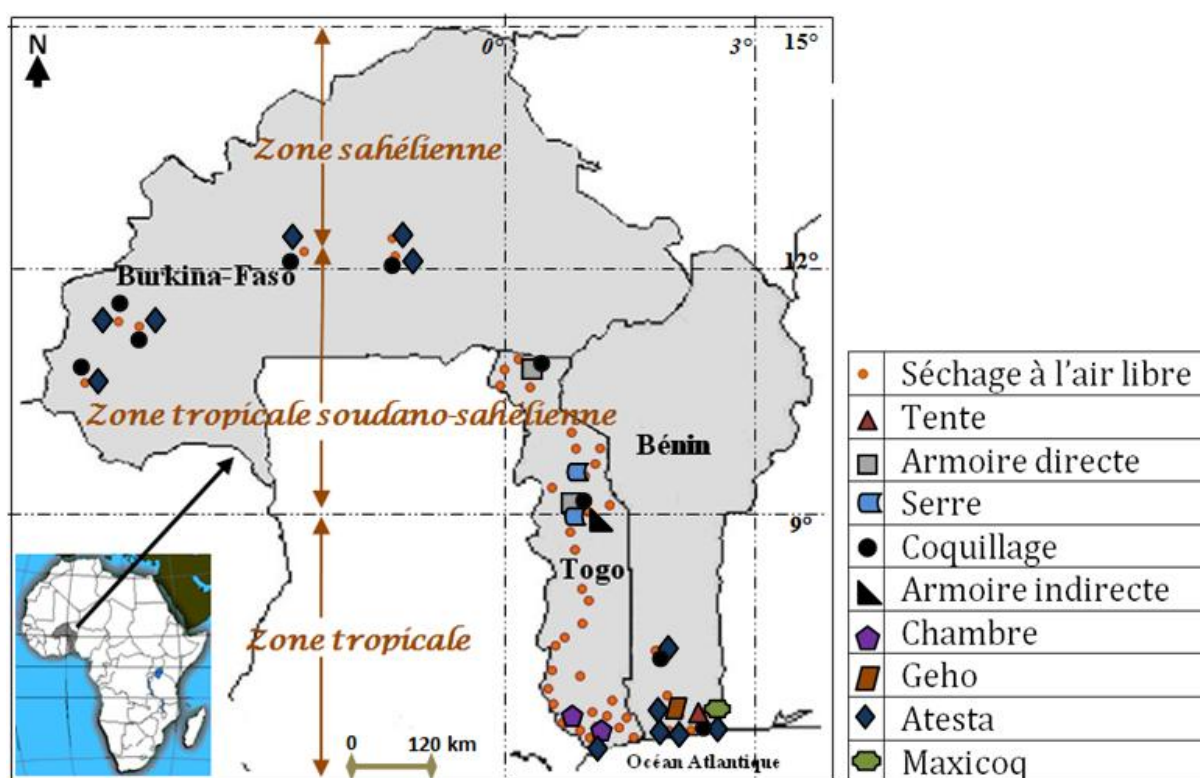 N
0°
3°
15°
Zone sahélienne
Burkina-Faso
12°
Zone tropicale soudano-sahélienne
Bénin
9°
Togo
Zone tropicale
0
120 km
Océan Atlantique
Séchage à l'air libre
Tente
Armoire directe
Serre
Coquillage
Armoire indirecte
Chambre
Geho
Atesta
Maxicoq